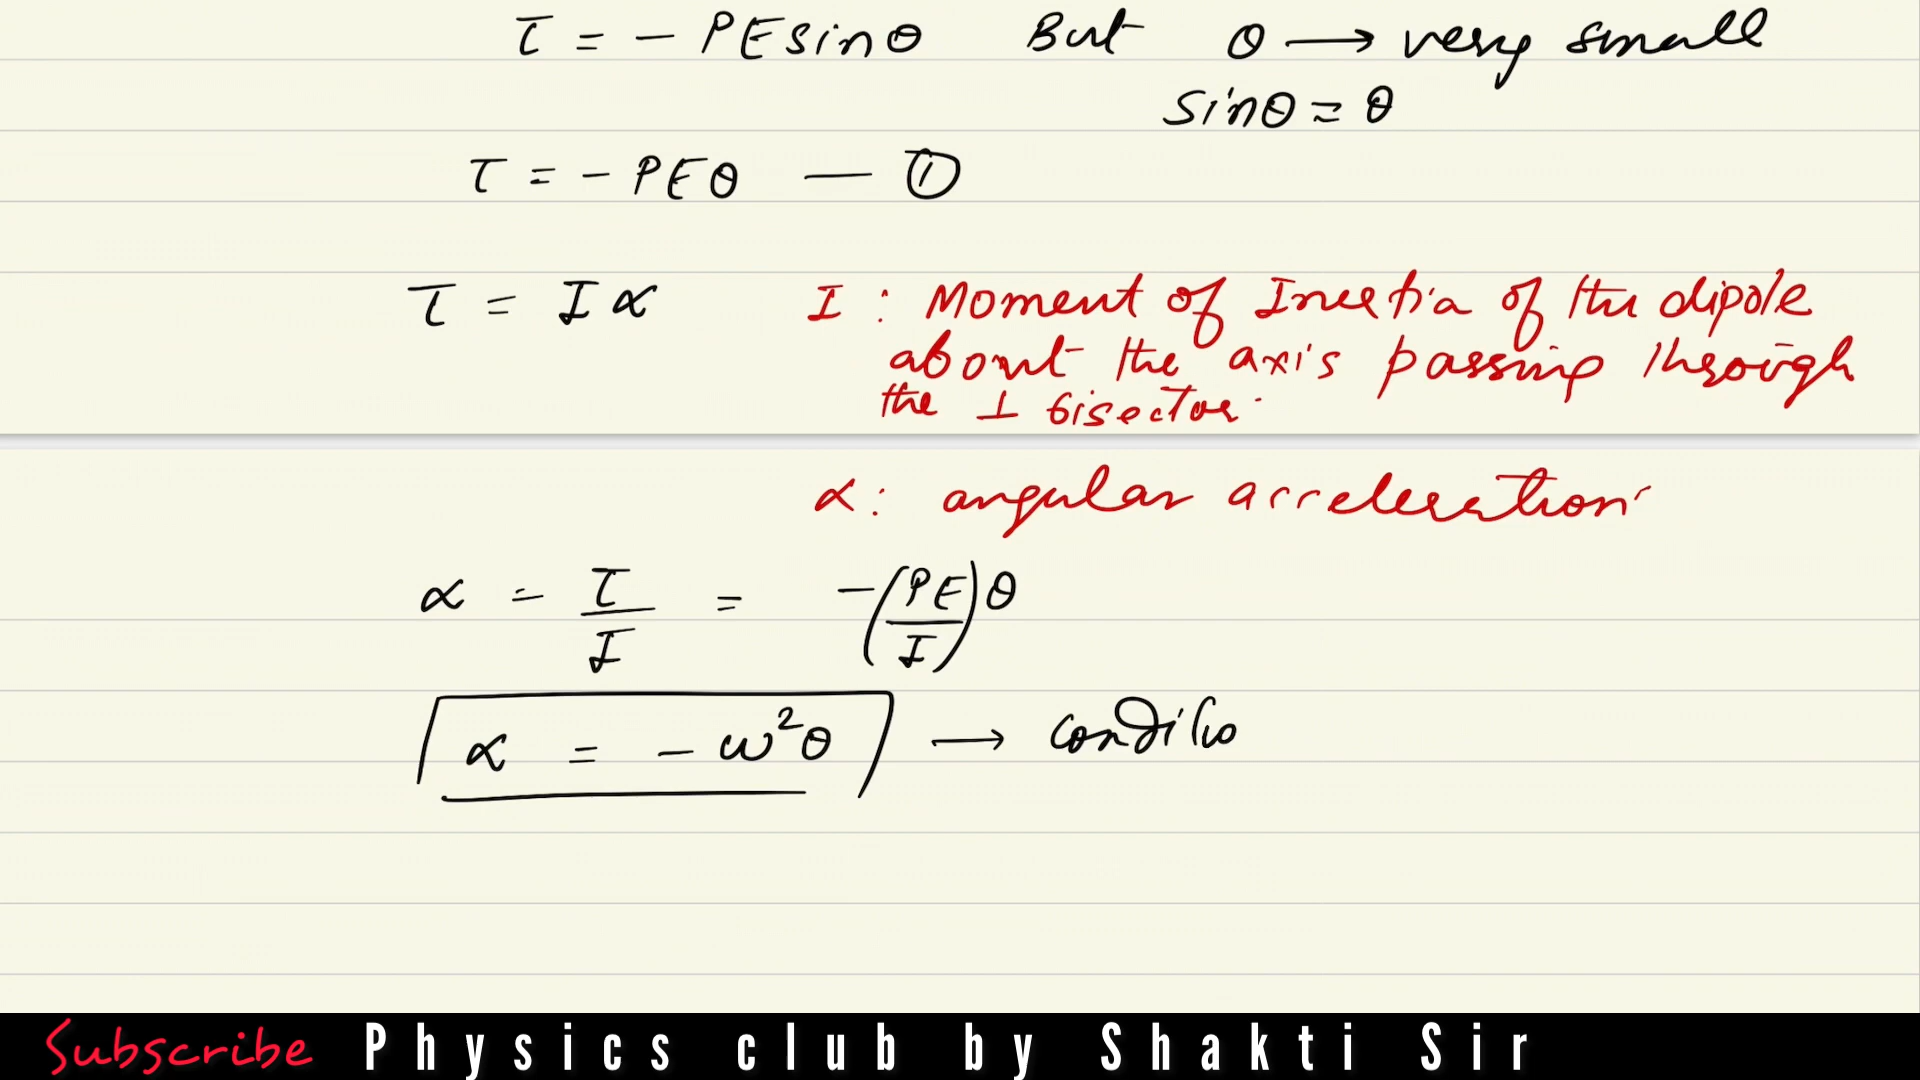 τ = - PE sinθ But θ → very small
sinθ ≈ θ
τ = - PEθ — ①
τ = Iα I : Moment of Inertia of the dipole
about the axis passing through
the ⊥ bisector.
α : angular acceleration
α = τ/I = -(PE/I)θ
α = - ω²θ → conditio
Subscribe Physics club by Shakti Sir